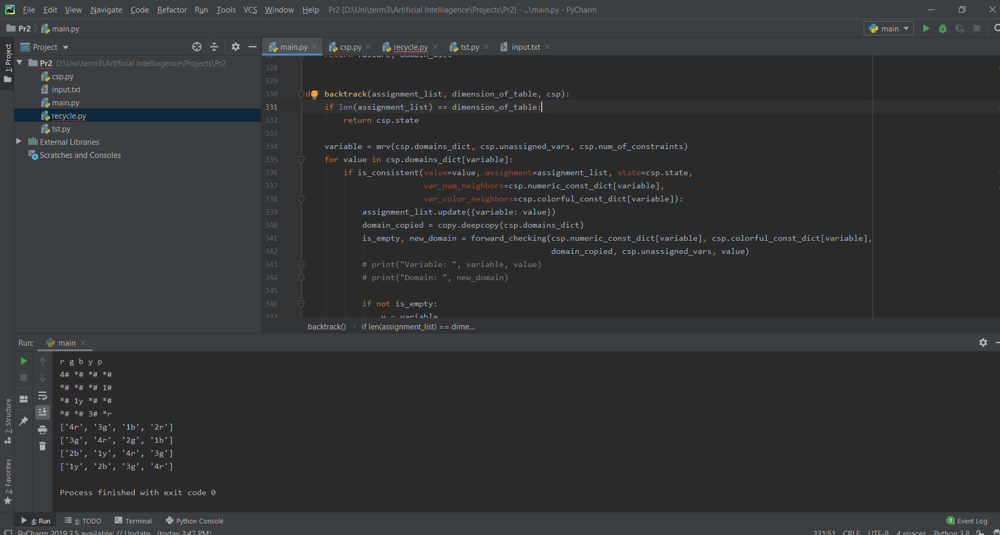 File Edit View Navigate Code Refactor Run Tools VCS Window Help Pr2 [D:\Uni\term3\Artificial Intelliagence\Projects\Pr2] - ...\main.py - PyCharm
Pr2 main.py
main
1: Project
Project
main.py csp.py recycle.py tst.py input.txt
Pr2 D:\Uni\term3\Artificial Intelliagence\Projects\Pr2
csp.py
input.txt
main.py
recycle.py
tst.py
External Libraries
Scratches and Consoles
327 return failure, domain_dict
328
329
330 def backtrack(assignment_list, dimension_of_table, csp):
331 if len(assignment_list) == dimension_of_table:
332 return csp.state
333
334 variable = mrv(csp.domains_dict, csp.unassigned_vars, csp.num_of_constraints)
335 for value in csp.domains_dict[variable]:
336 if is_consistent(value=value, assignment=assignment_list, state=csp.state,
337 var_num_neighbors=csp.numeric_const_dict[variable],
338 var_color_neighbors=csp.colorful_const_dict[variable]):
339 assignment_list.update({variable: value})
340 domain_copied = copy.deepcopy(csp.domains_dict)
341 is_empty, new_domain = forward_checking(csp.numeric_const_dict[variable], csp.colorful_const_dict[variable],
342 domain_copied, csp.unassigned_vars, value)
343 # print("Variable: ", variable, value)
344 # print("Domain: ", new_domain)
345
346 if not is_empty:
347 v = variable
backtrack() › if len(assignment_list) == dime...
Run: main
r g b y p
4# *# *# *#
*# *# *# 1#
*# 1y *# *#
*# *# 3# *r
['4r', '3g', '1b', '2r']
['3g', '4r', '2g', '1b']
['2b', '1y', '4r', '3g']
['1y', '2b', '3g', '4r']
Process finished with exit code 0
7: Structure
2: Favorites
4: Run 6: TODO Terminal Python Console 1 Event Log
PyCharm 2019.3.5 available: // Update... (today 3:47 PM) 331:51 CRLF UTF-8 4 spaces Python 3.8